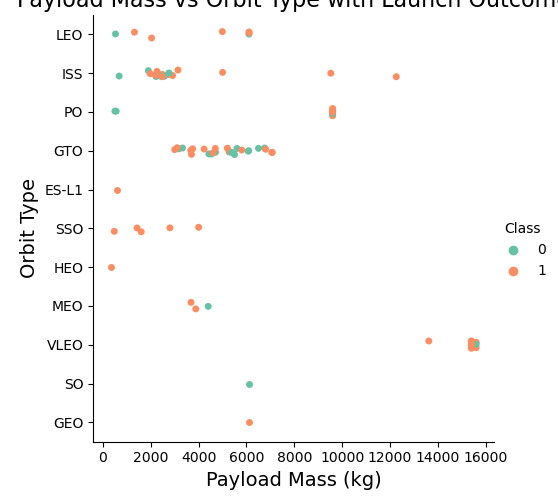 Payload Mass vs Orbit Type with Launch Outcome
LEO
ISS
PO
GTO
ES-L1
SSO
HEO
MEO
VLEO
SO
GEO
Orbit Type
Class
0
1
0 2000 4000 6000 8000 10000 12000 14000 16000
Payload Mass (kg)